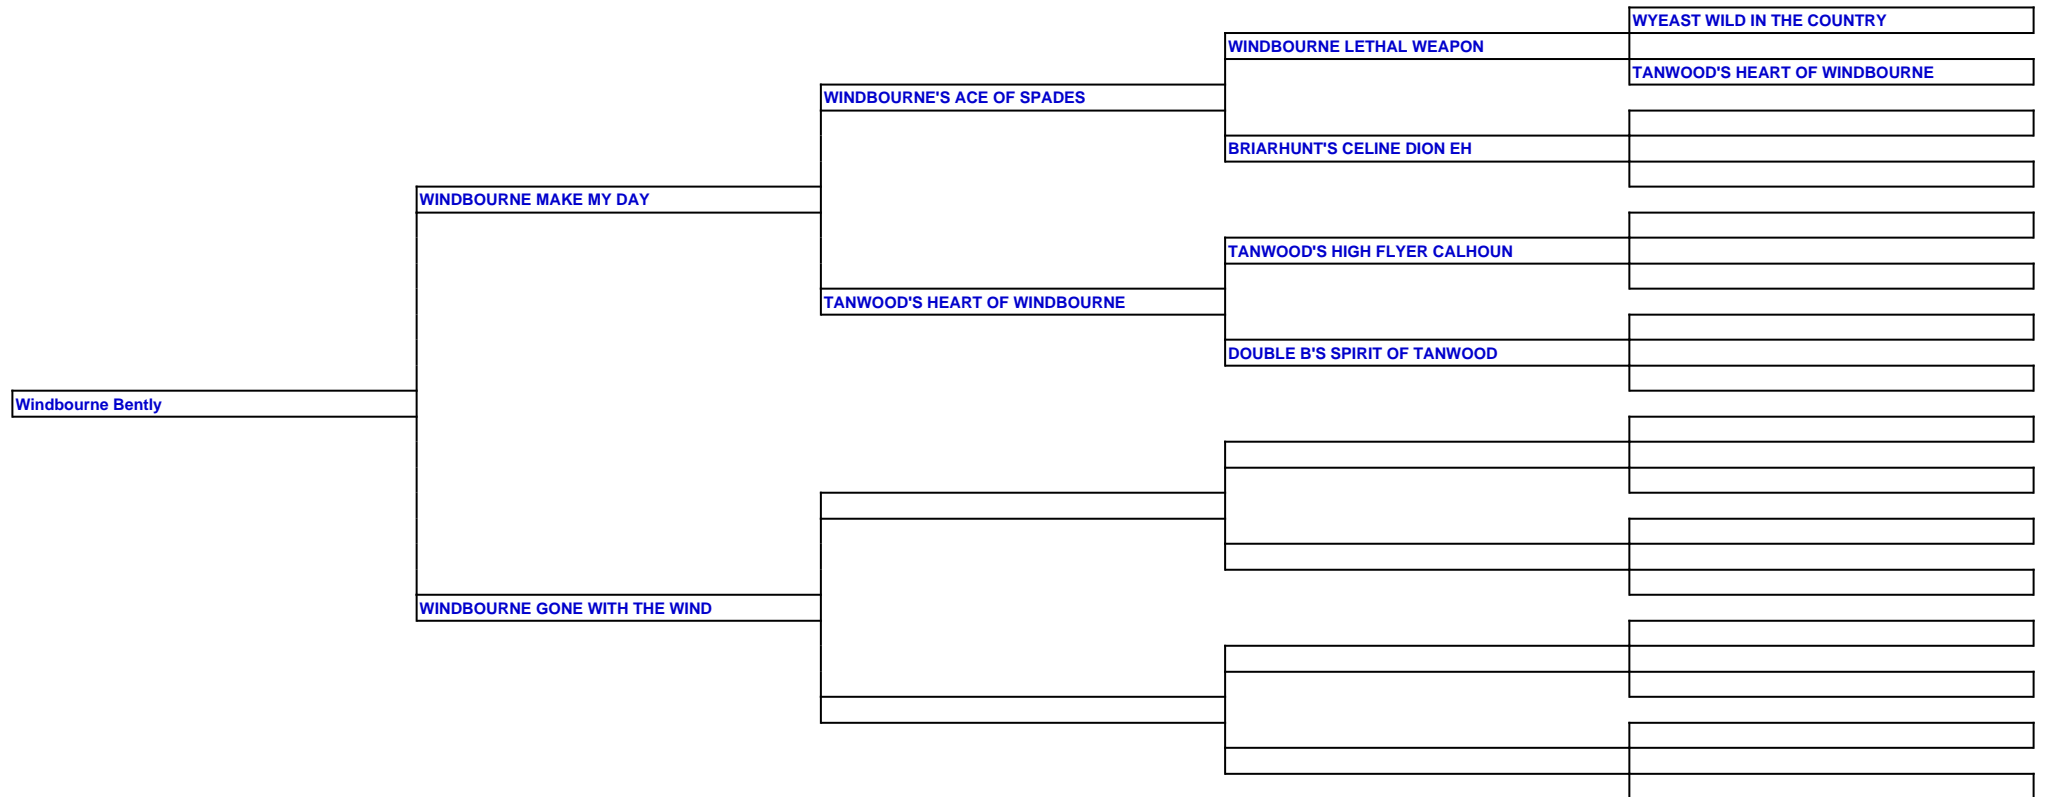 WYEAST WILD IN THE COUNTRY
WINDBOURNE LETHAL WEAPON
TANWOOD'S HEART OF WINDBOURNE
WINDBOURNE'S ACE OF SPADES
BRIARHUNT'S CELINE DION EH
WINDBOURNE MAKE MY DAY
TANWOOD'S HIGH FLYER CALHOUN
TANWOOD'S HEART OF WINDBOURNE
DOUBLE B'S SPIRIT OF TANWOOD
Windbourne Bently
WINDBOURNE GONE WITH THE WIND